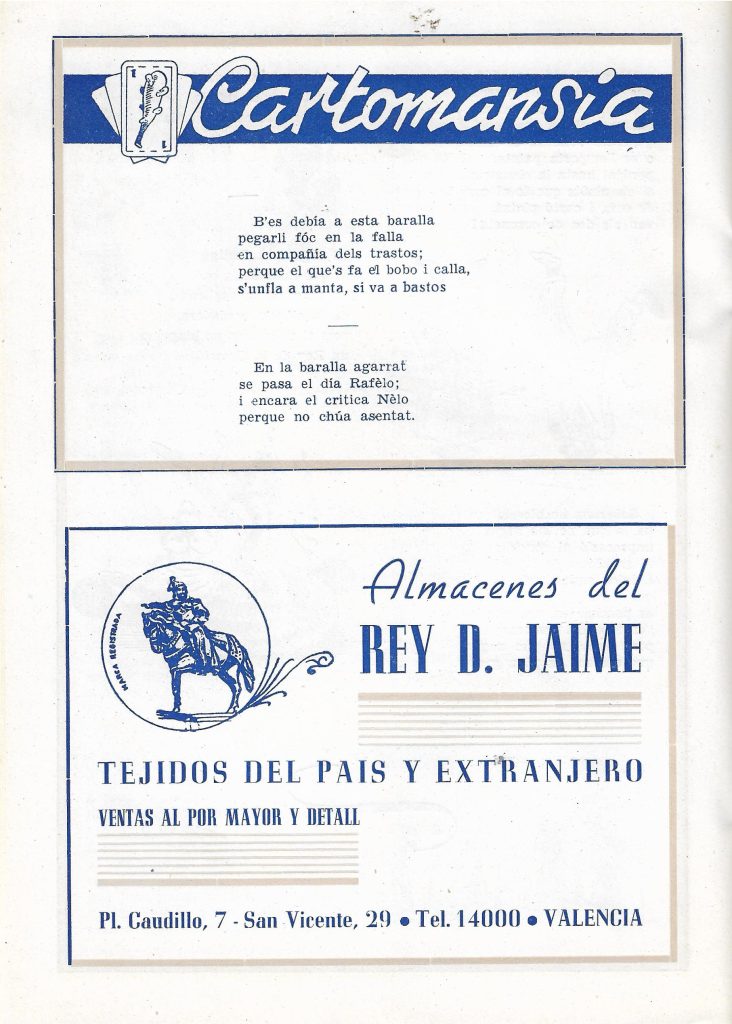 Cartomansia
B'es debía a esta baralla
pegarli fóc en la falla
en compañía dels trastos;
perque el que's fa el bobo i calla,
s'unfla a manta, si va a bastos
En la baralla agarrat
se pasa el día Rafèlo;
i encara el critica Nèlo
perque no chúa asentat.
MARCA REGISTRADA
Almacenes del
REY D. JAIME
TEJIDOS DEL PAIS Y EXTRANJERO
VENTAS AL POR MAYOR Y DETALL
Pl. Caudillo, 7 - San Vicente, 29 • Tel. 14000 • VALENCIA